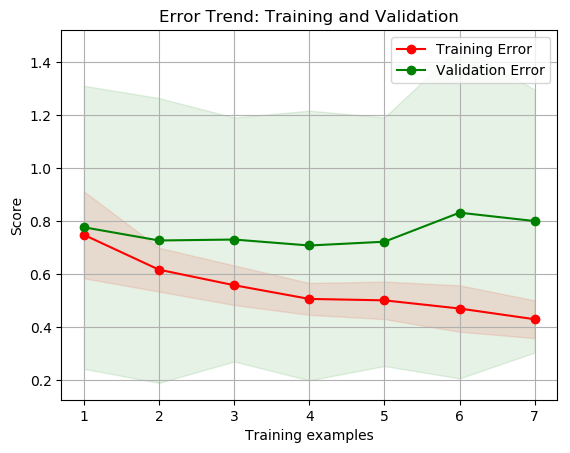 Error Trend: Training and Validation
Training Error
Validation Error
Score
1.4
1.2
1.0
0.8
0.6
0.4
0.2
1 2 3 4 5 6 7
Training examples